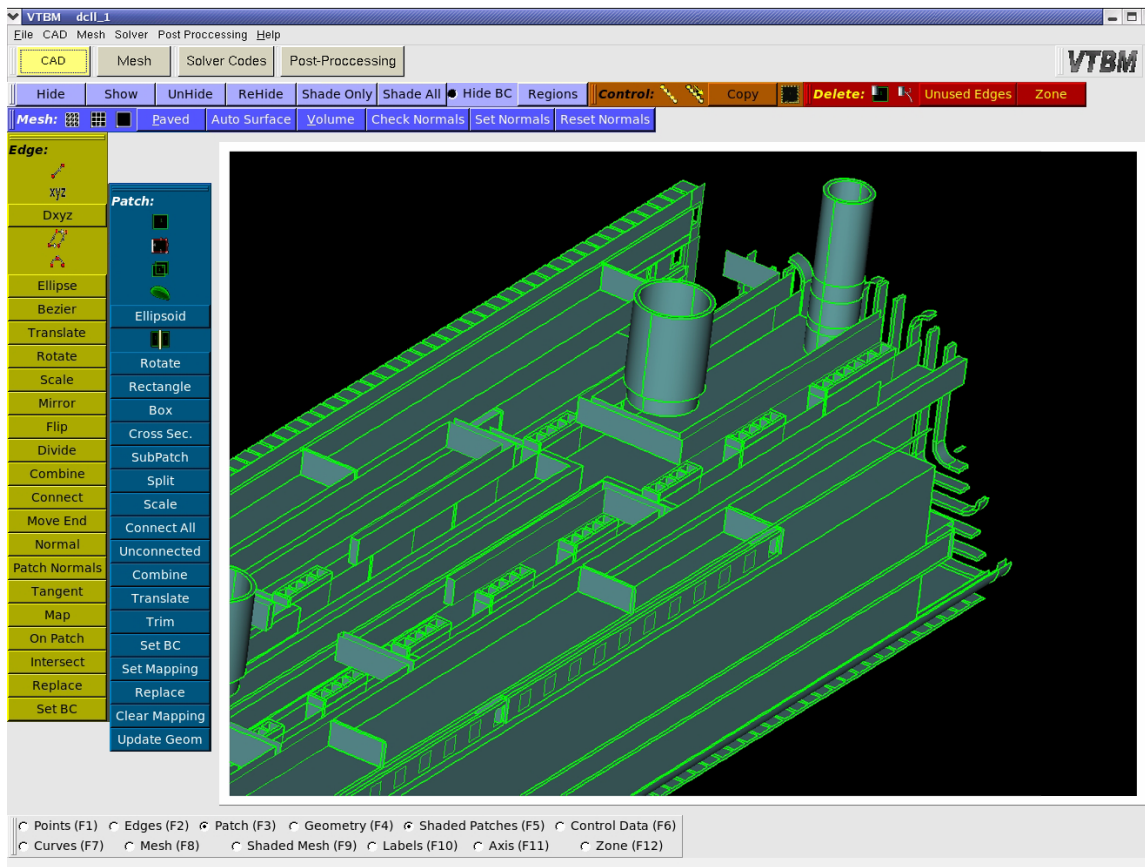 VTBM dcll_1
File CAD Mesh Solver Post Proccessing Help
CAD Mesh Solver Codes Post-Proccessing VTBM
Hide Show UnHide ReHide Shade Only Shade All Hide BC Regions Control: Copy Delete: Unused Edges Zone
Mesh: Paved Auto Surface Volume Check Normals Set Normals Reset Normals
Edge:
xyz
Dxyz
Ellipse
Bezier
Translate
Rotate
Scale
Mirror
Flip
Divide
Combine
Connect
Move End
Normal
Patch Normals
Tangent
Map
On Patch
Intersect
Replace
Set BC
Patch:
Ellipsoid
Rotate
Rectangle
Box
Cross Sec.
SubPatch
Split
Scale
Connect All
Unconnected
Combine
Translate
Trim
Set BC
Set Mapping
Replace
Clear Mapping
Update Geom
Points (F1) Edges (F2) Patch (F3) Geometry (F4) Shaded Patches (F5) Control Data (F6)
Curves (F7) Mesh (F8) Shaded Mesh (F9) Labels (F10) Axis (F11) Zone (F12)